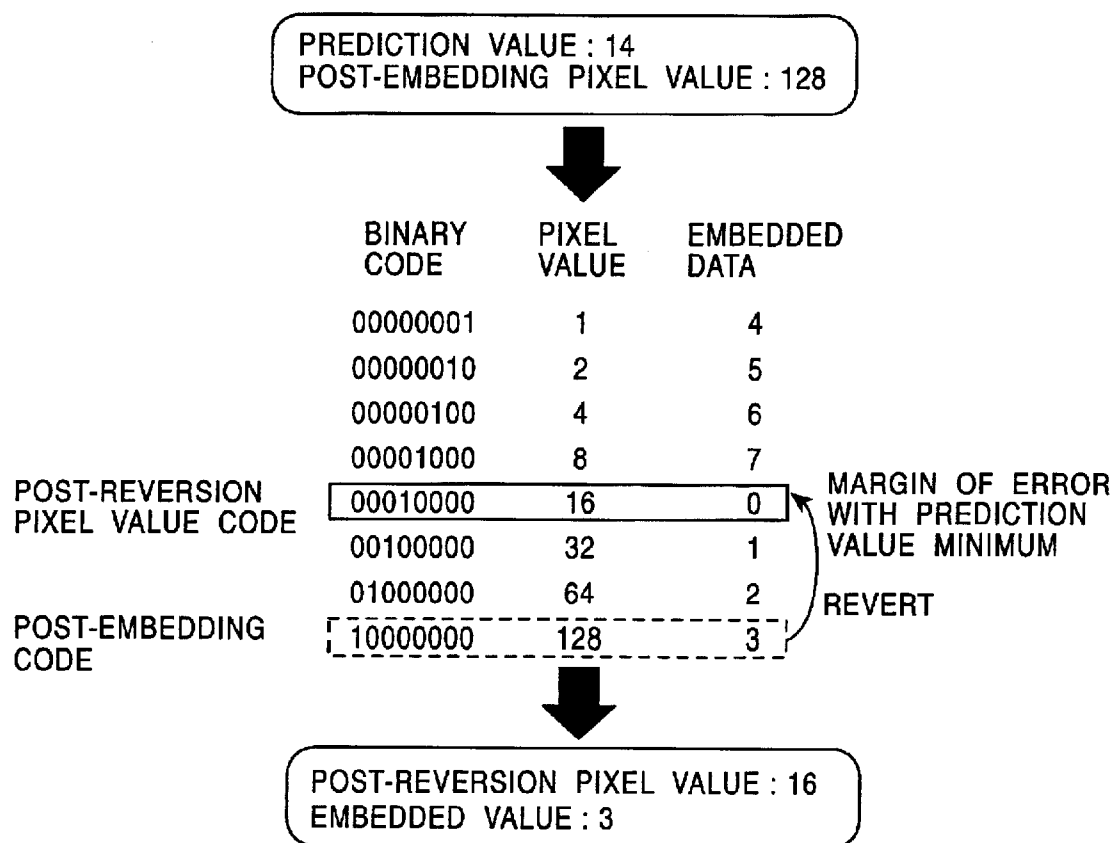 PREDICTION VALUE : 14
POST-EMBEDDING PIXEL VALUE : 128
BINARY CODE PIXEL VALUE EMBEDDED DATA
00000001 1 4
00000010 2 5
00000100 4 6
00001000 8 7
POST-REVERSION PIXEL VALUE CODE
00010000 16 0
MARGIN OF ERROR
WITH PREDICTION
VALUE MINIMUM
00100000 32 1
01000000 64 2
REVERT
POST-EMBEDDING
CODE
10000000 128 3
POST-REVERSION PIXEL VALUE : 16
EMBEDDED VALUE : 3